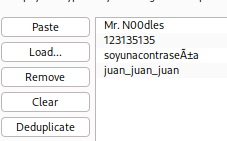 Paste
Load...
Remove
Clear
Deduplicate
Mr. N00dles
123135135
soyunacontraseÃ±a
juan_juan_juan